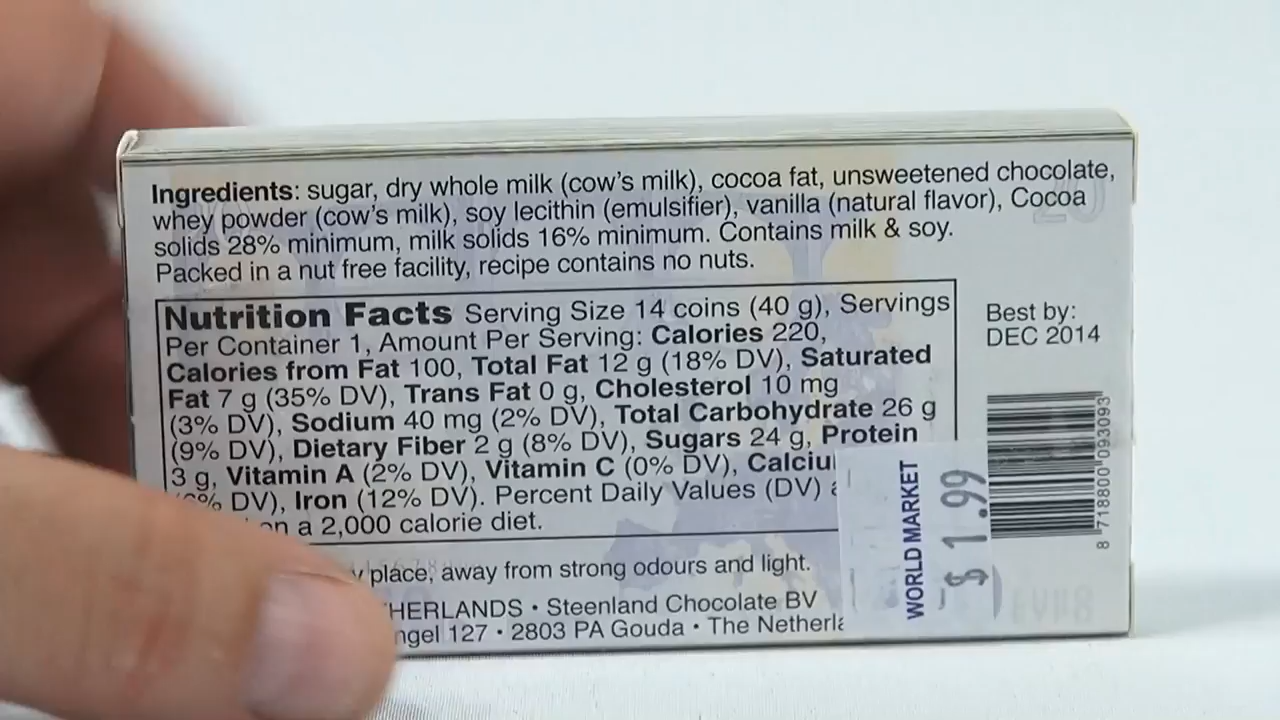 Ingredients: sugar, dry whole milk (cow's milk), cocoa fat, unsweetened chocolate,
whey powder (cow's milk), soy lecithin (emulsifier), vanilla (natural flavor), Cocoa
solids 28% minimum, milk solids 16% minimum. Contains milk & soy.
Packed in a nut free facility, recipe contains no nuts.
Nutrition Facts Serving Size 14 coins (40 g), Servings
Per Container 1, Amount Per Serving: Calories 220,
Calories from Fat 100, Total Fat 12 g (18% DV), Saturated
Fat 7 g (35% DV), Trans Fat 0 g, Cholesterol 10 mg
(3% DV), Sodium 40 mg (2% DV), Total Carbohydrate 26 g
(9% DV), Dietary Fiber 2 g (8% DV), Sugars 24 g, Protein
3 g, Vitamin A (2% DV), Vitamin C (0% DV), Calciu
% DV), Iron (12% DV). Percent Daily Values (DV)
on a 2,000 calorie diet.
place, away from strong odours and light.
HERLANDS • Steenland Chocolate BV
ngel 127 • 2803 PA Gouda • The Netherla
Best by:
DEC 2014
8 718800 093093
WORLD MARKET
$ 1.99